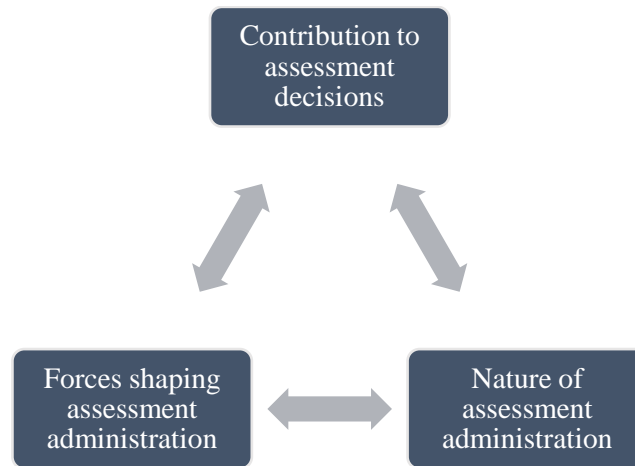 Contribution to
assessment
decisions
Forces shaping
assessment
administration
Nature of
assessment
administration